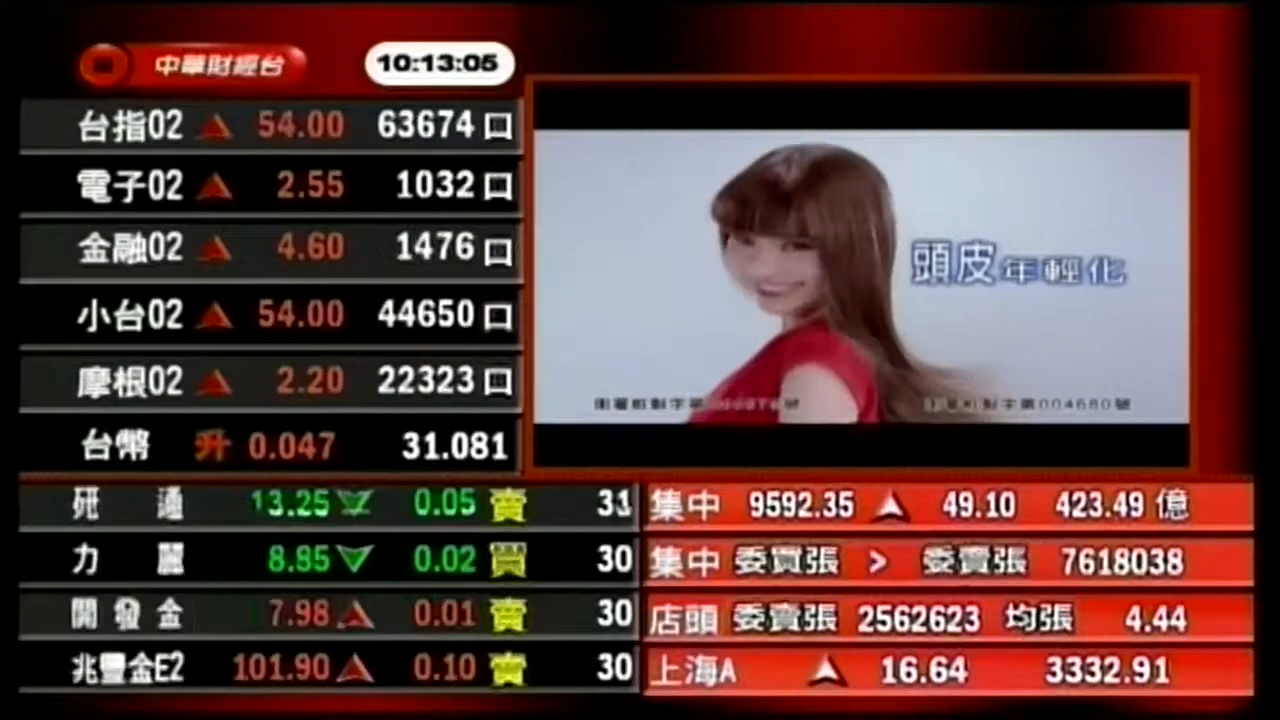 中華財經台 10:13:05
台指02 ▲ 54.00 63674 口
電子02 ▲ 2.55 1032 口
金融02 ▲ 4.60 1476 口
小台02 ▲ 54.00 44650 口
摩根02 ▲ 2.20 22323 口
台幣 升 0.047 31.081
頭皮年輕化
研通 13.25 ▽ 0.05 賣 31
力麗 8.85 ▽ 0.02 買 30
開發金 7.98 ▲ 0.01 賣 30
兆豐金E2 101.90 ▲ 0.10 賣 30
集中 9592.35 ▲ 49.10 423.49 億
集中 委買張 > 委賣張 7618038
店頭 委賣張 2562623 均張 4.44
上海A ▲ 16.64 3332.91